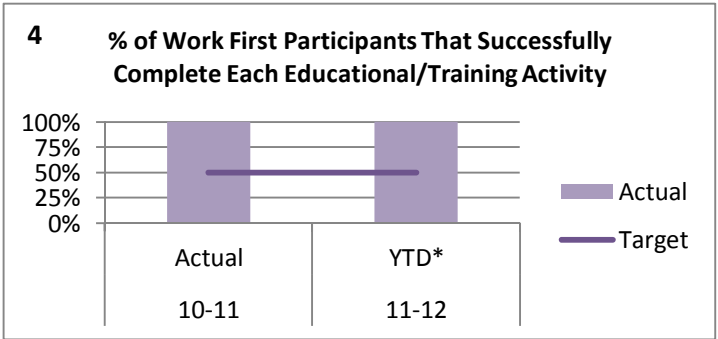 4
% of Work First Participants That Successfully
Complete Each Educational/Training Activity
100%
75%
50%
25%
0%
Actual
Target
Actual YTD*
10-11 11-12